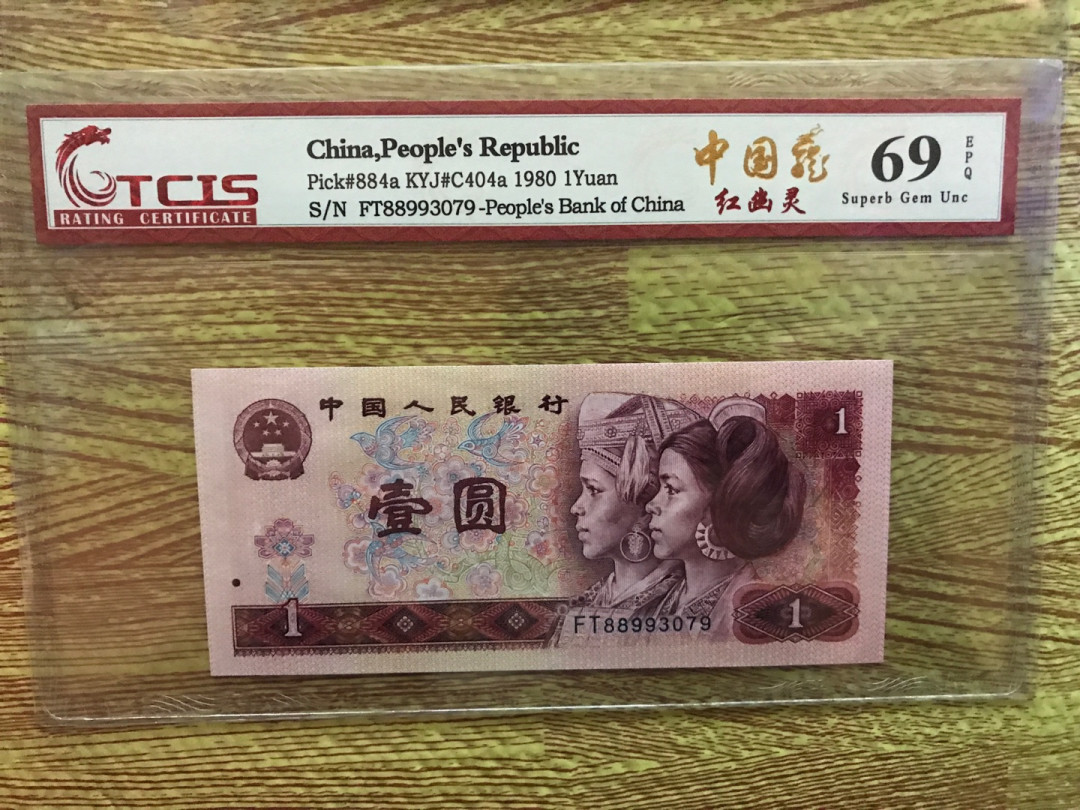 TCIS
RATING CERTIFICATE
China,People's Republic
Pick#884a KYJ#C404a 1980 1Yuan
S/N FT88993079-People's Bank of China
中国龍
红幽灵
69
EPQ
Superb Gem Unc
中国人民银行
1
壹圆
1
FT88993079
1